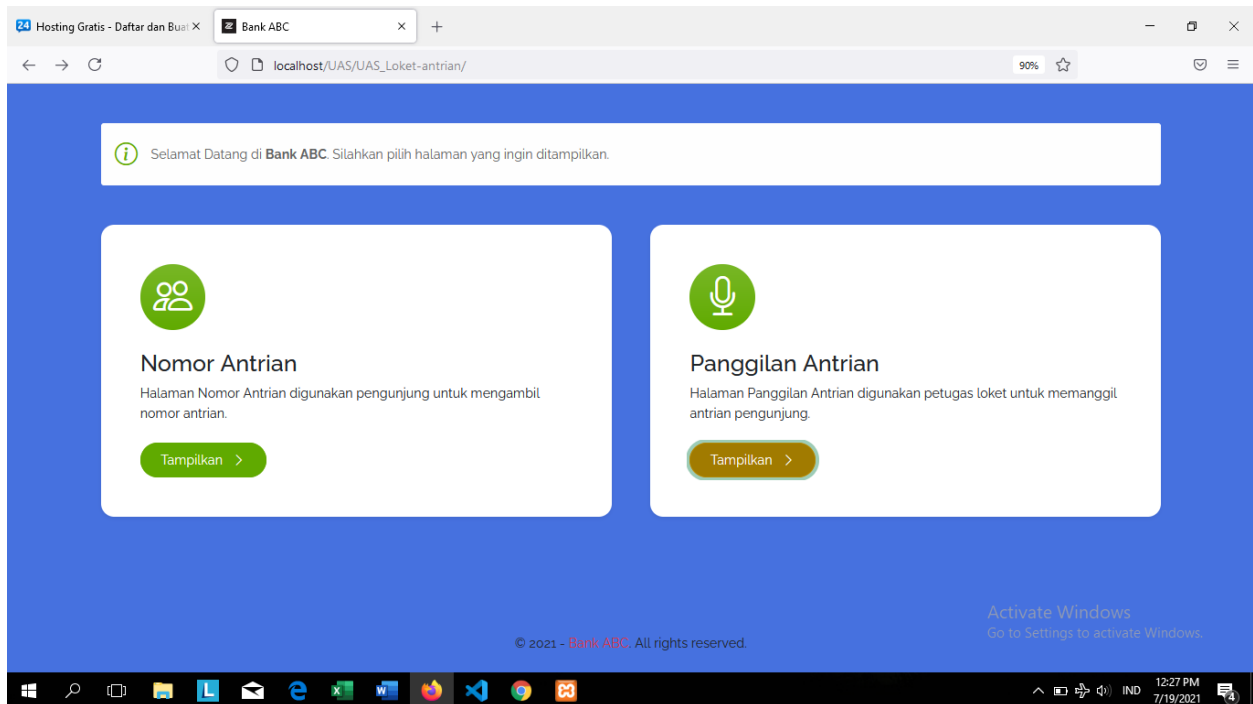 24 Hosting Gratis - Daftar dan Buat
Bank ABC
localhost/UAS/UAS_Loket-antrian/
90%
i Selamat Datang di Bank ABC. Silahkan pilih halaman yang ingin ditampilkan.
Nomor Antrian
Halaman Nomor Antrian digunakan pengunjung untuk mengambil
nomor antrian.
Tampilkan
Panggilan Antrian
Halaman Panggilan Antrian digunakan petugas loket untuk memanggil
antrian pengunjung.
Tampilkan
Activate Windows
Go to Settings to activate Windows.
© 2021 - Bank ABC. All rights reserved.
L
IND
12:27 PM
7/19/2021
4